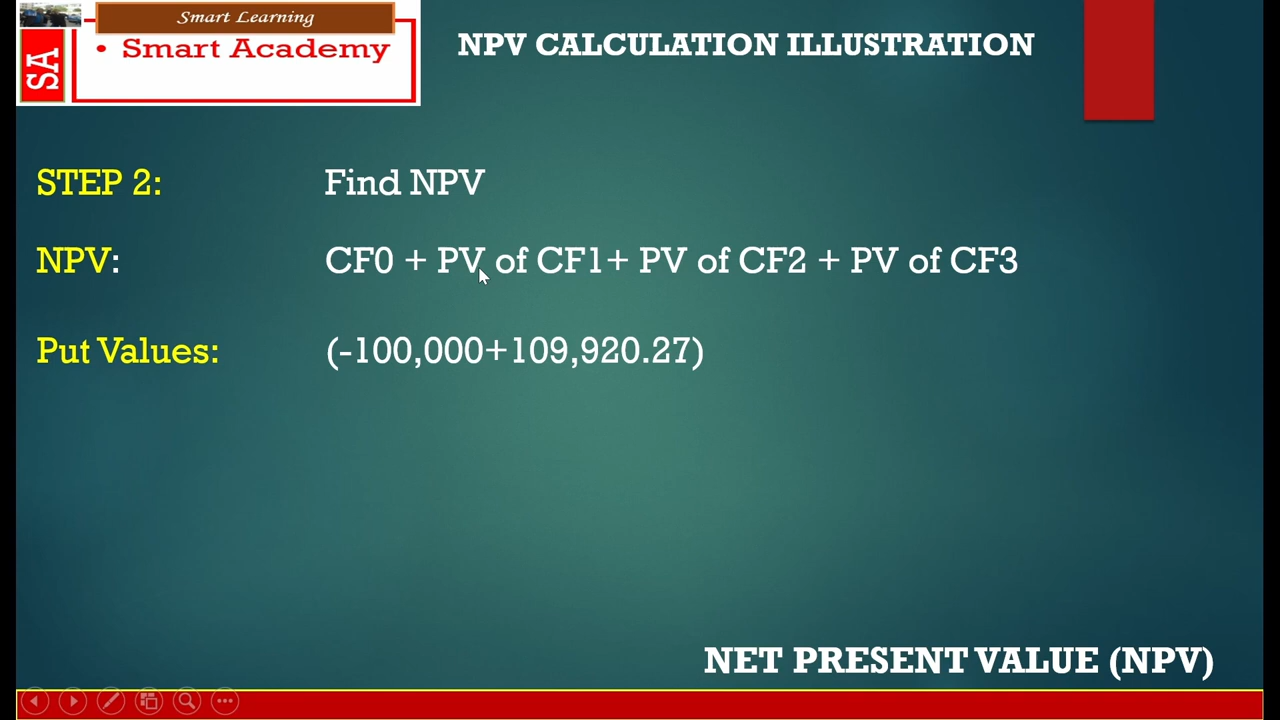 Smart Learning
SA
• Smart Academy
NPV CALCULATION ILLUSTRATION
STEP 2: Find NPV
NPV: CF0 + PV of CF1+ PV of CF2 + PV of CF3
Put Values: (-100,000+109,920.27)
NET PRESENT VALUE (NPV)